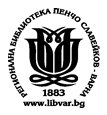 РЕГИОНАЛНА БИБЛИОТЕКА ПЕНЧО СЛАВЕЙКОВ - ВАРНА
1883
www.libvar.bg